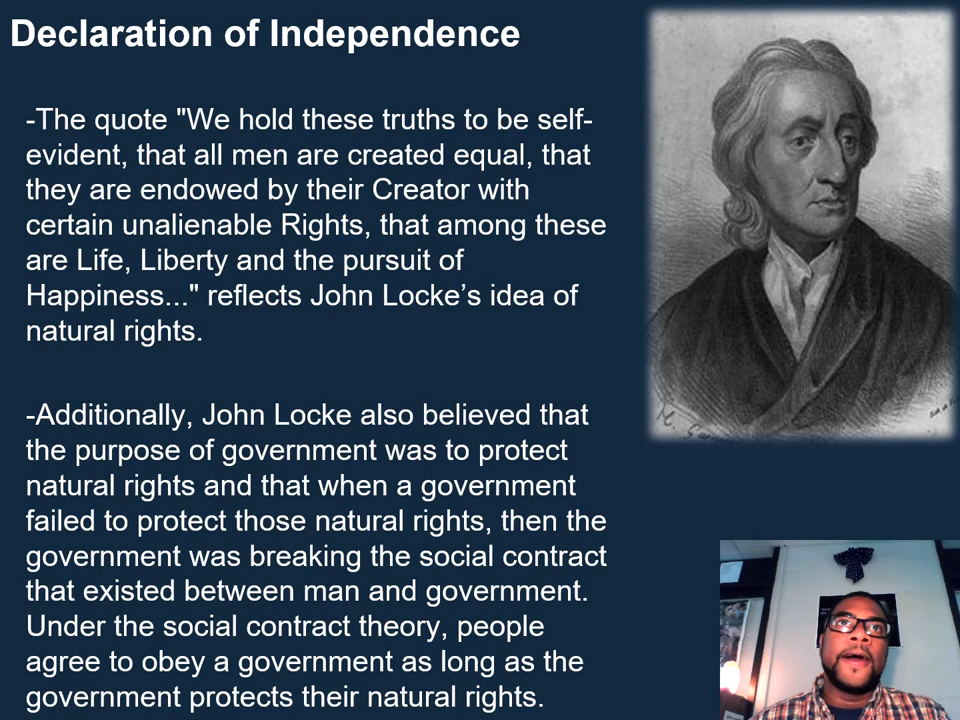 Declaration of Independence
-The quote "We hold these truths to be self-
evident, that all men are created equal, that
they are endowed by their Creator with
certain unalienable Rights, that among these
are Life, Liberty and the pursuit of
Happiness..." reflects John Locke’s idea of
natural rights.
-Additionally, John Locke also believed that
the purpose of government was to protect
natural rights and that when a government
failed to protect those natural rights, then the
government was breaking the social contract
that existed between man and government.
Under the social contract theory, people
agree to obey a government as long as the
government protects their natural rights.